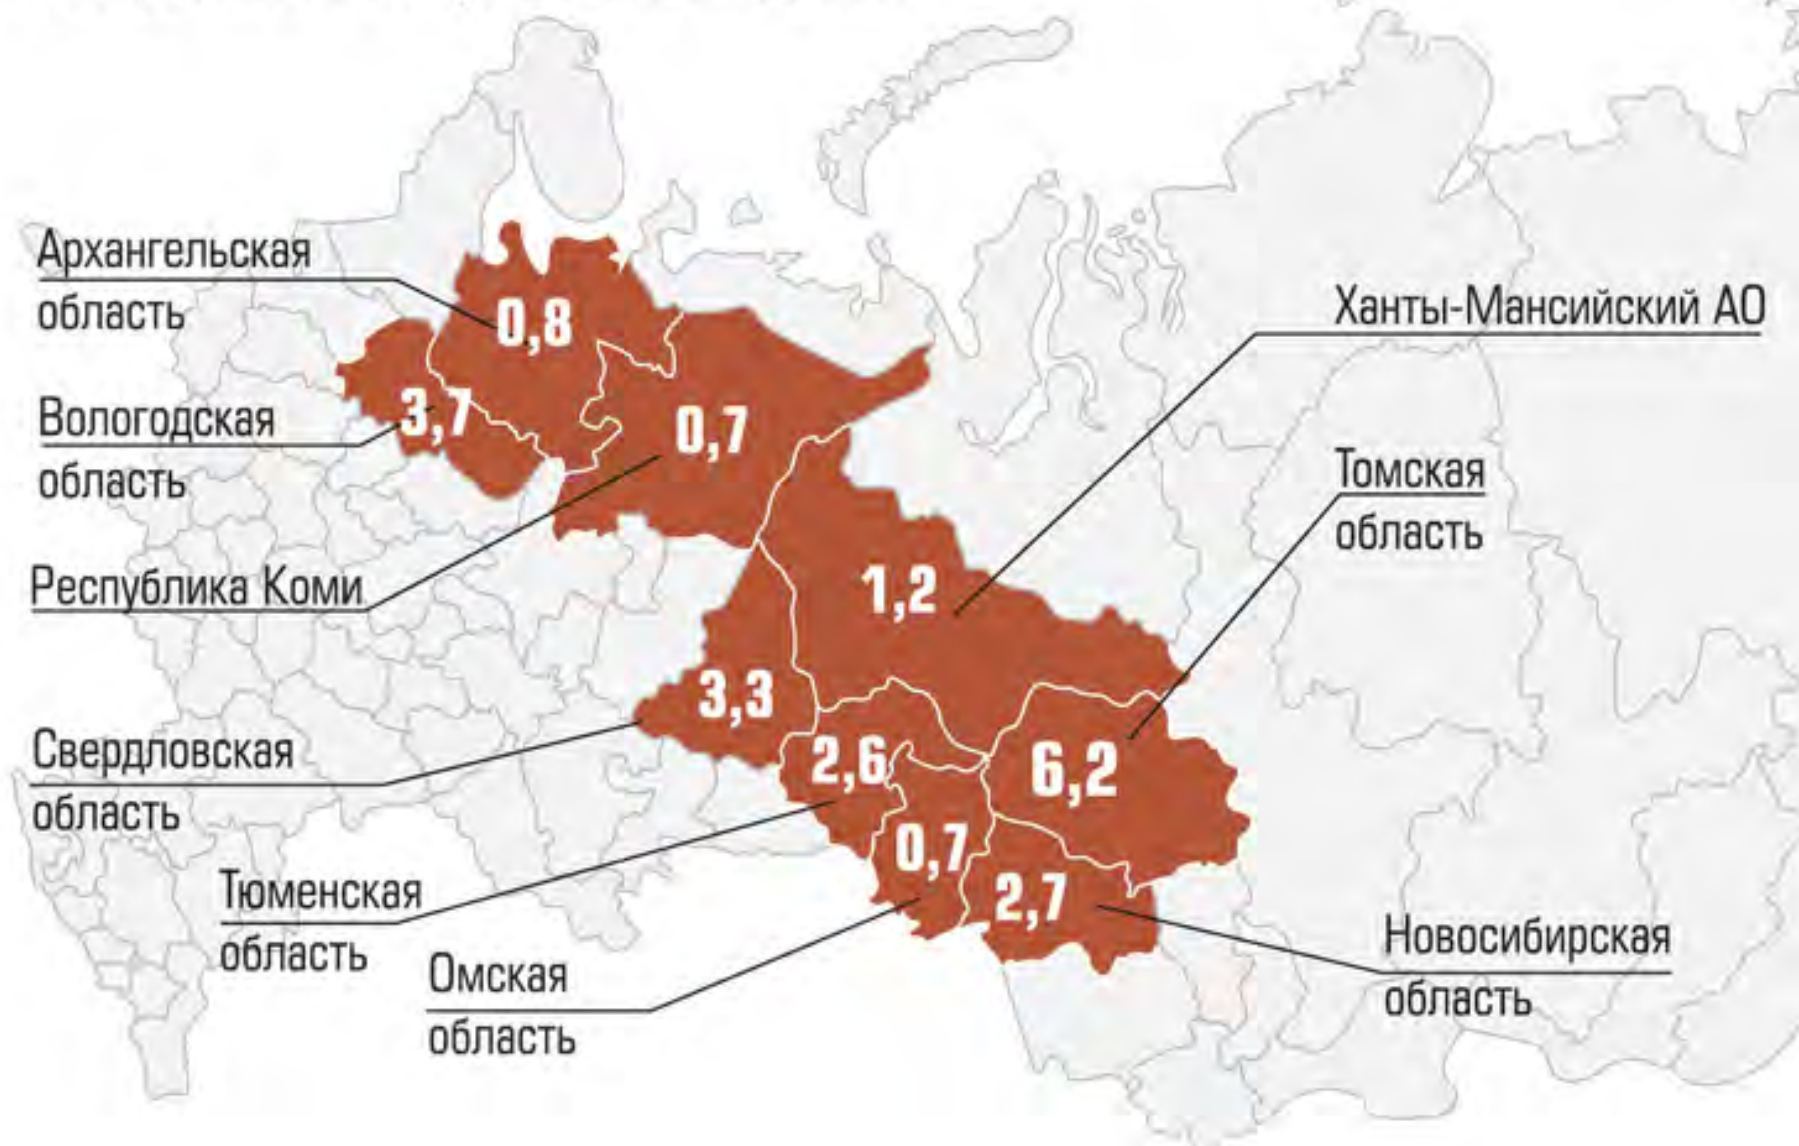 Архангельская
область
0,8
Ханты-Мансийский АО
Вологодская
область
3,7
0,7
Томская
область
Республика Коми
1,2
3,3
Свердловская
область
2,6
6,2
0,7
Тюменская
область
2,7
Новосибирская
область
Омская
область